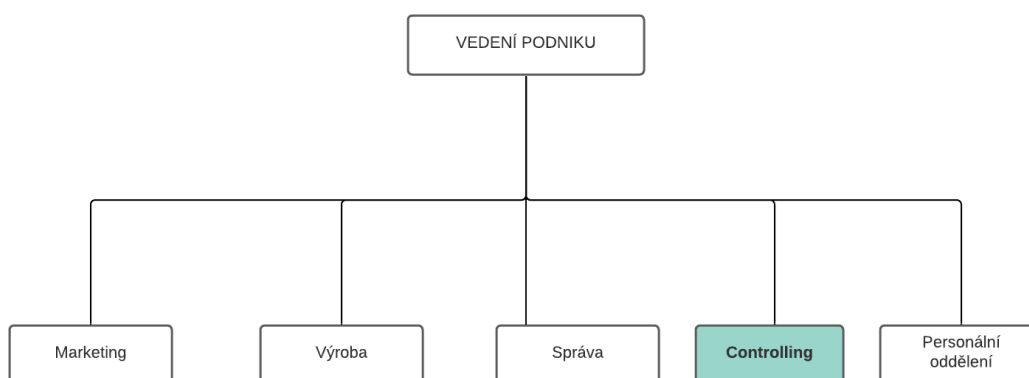 VEDENÍ PODNIKU
Marketing
Výroba
Správa
Controlling
Personální
oddělení